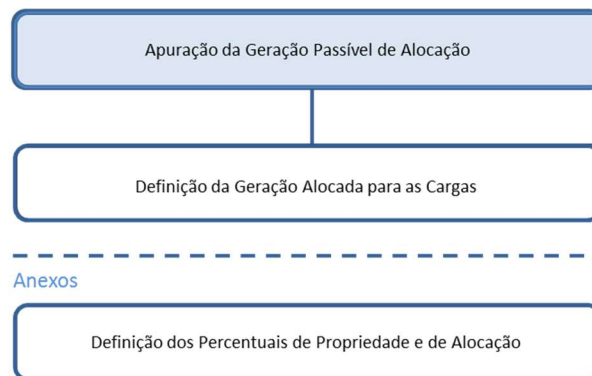 Apuração da Geração Passível de Alocação
Definição da Geração Alocada para as Cargas
Anexos
Definição dos Percentuais de Propriedade e de Alocação